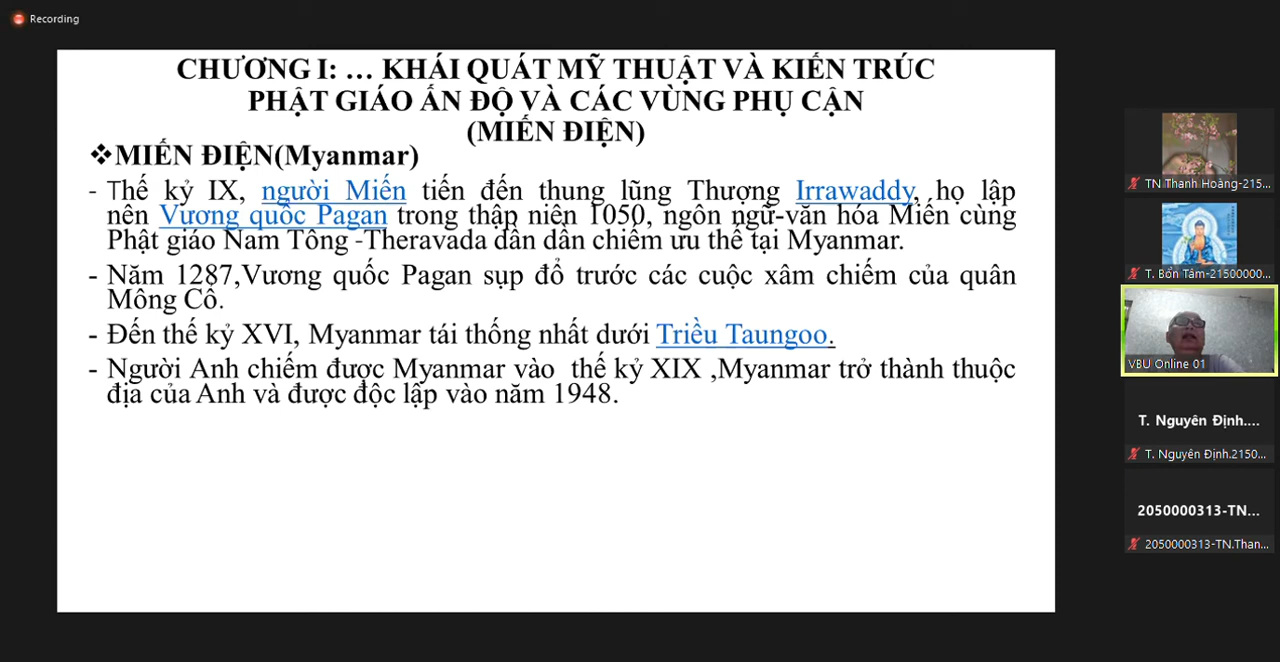 Recording
CHƯƠNG I: … KHÁI QUÁT MỸ THUẬT VÀ KIẾN TRÚC
PHẬT GIÁO ẤN ĐỘ VÀ CÁC VÙNG PHỤ CẬN
(MIẾN ĐIỆN)
❖MIẾN ĐIỆN(Myanmar)
- Thế kỷ IX, người Miến tiến đến thung lũng Thượng Irrawaddy, họ lập
nên Vương quốc Pagan trong thập niên 1050, ngôn ngữ-văn hóa Miến cùng
Phật giáo Nam Tông -Theravada dần dần chiếm ưu thế tại Myanmar.
- Năm 1287,Vương quốc Pagan sụp đổ trước các cuộc xâm chiếm của quân
Mông Cổ.
- Đến thế kỷ XVI, Myanmar tái thống nhất dưới Triều Taungoo.
- Người Anh chiếm được Myanmar vào thế kỷ XIX ,Myanmar trở thành thuộc
địa của Anh và được độc lập vào năm 1948.
TN Thanh Hoàng-215...
T. Bổn Tâm-21500000...
VBU Online 01
T. Nguyên Định....
T. Nguyên Định.2150...
2050000313-TN...
2050000313-TN.Than...